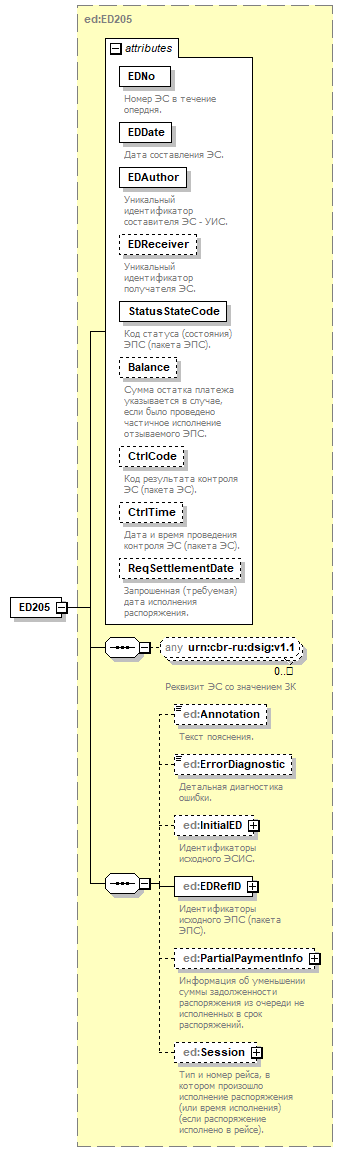 ed:ED205
attributes
EDNo
Номер ЭС в течение
опердня.
EDDate
Дата составления ЭС.
EDAuthor
Уникальный
идентификатор
составителя ЭС - УИС.
EDReceiver
Уникальный
идентификатор
получателя ЭС.
StatusStateCode
Код статуса (состояния)
ЭПС (пакета ЭПС).
Balance
Сумма остатка платежа
указывается в случае,
если было проведено
частичное исполнение
отзываемого ЭПС.
CtrlCode
Код результата контроля
ЭС (пакета ЭС).
CtrlTime
Дата и время проведения
контроля ЭС (пакета ЭС).
ReqSettlementDate
Запрошенная (требуемая)
дата исполнения
распоряжения.
ED205
any urn:cbr-ru:dsig:v1.1
0..
Реквизит ЭС со значением ЗК
ed:Annotation
Текст пояснения.
ed:ErrorDiagnostic
Детальная диагностика
ошибки.
ed:InitialED
Идентификаторы
исходного ЭСИС.
ed:EDRefID
Идентификаторы
исходного ЭПС (пакета
ЭПС).
ed:PartialPaymentInfo
Информация об уменьшении
суммы задолженности
распоряжения из очереди не
исполненных в срок
распоряжений.
ed:Session
Тип и номер рейса, в
котором произошло
исполнение распоряжения
(или время исполнения)
(если распоряжение
исполнено в рейсе).